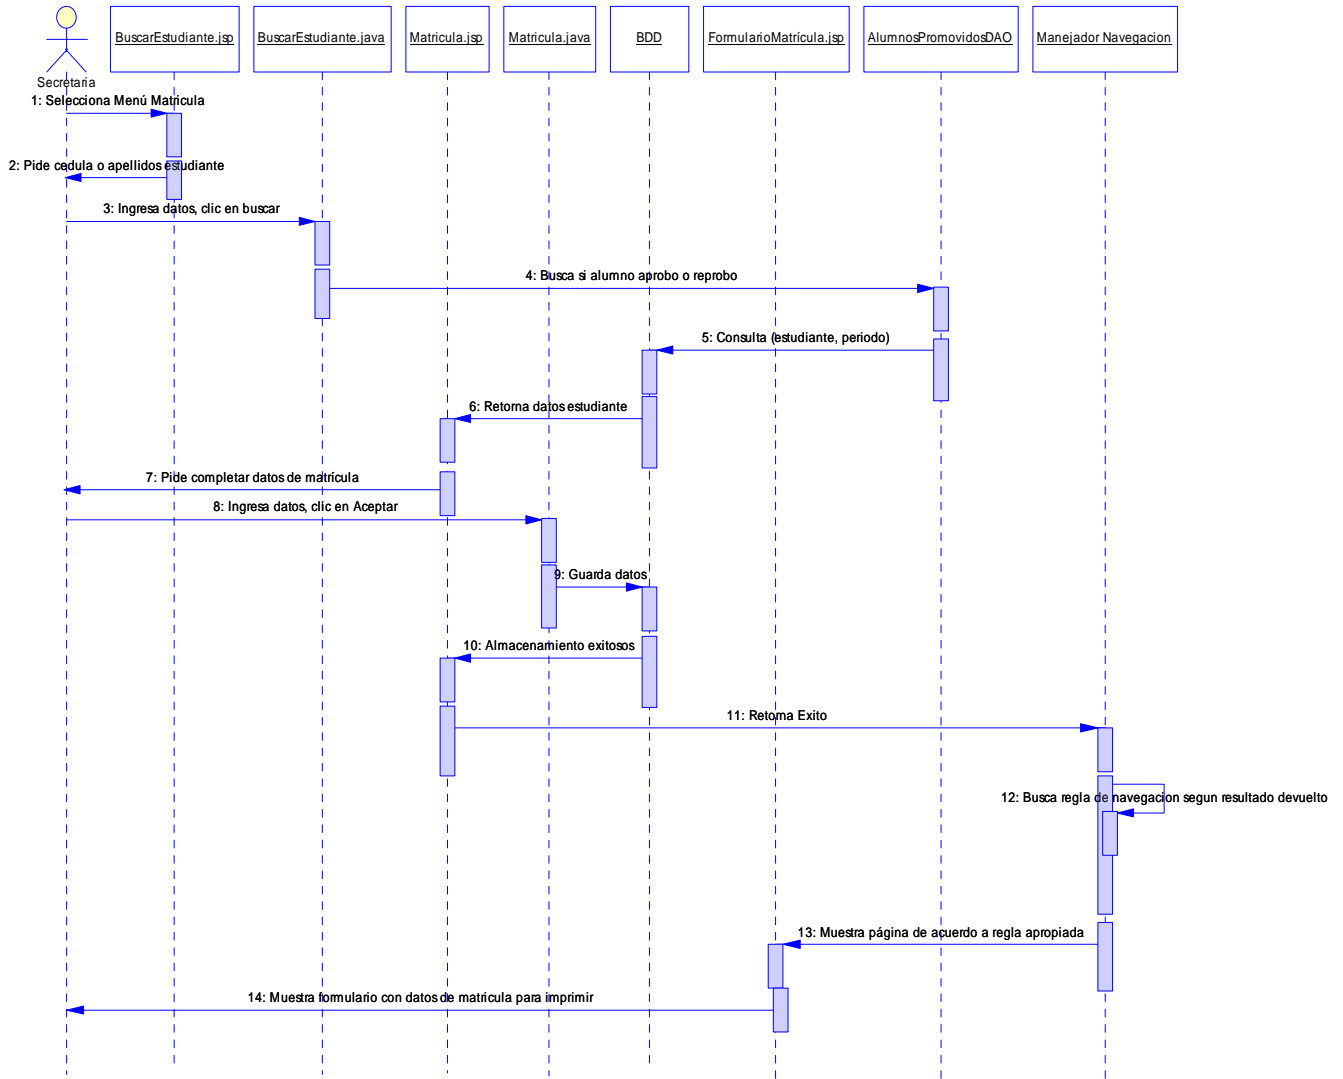 BuscarEstudiante.jsp
BuscarEstudiante.java
Matricula.jsp
Matricula.java
BDD
FormularioMatrícula.jsp
AlumnosPromovidosDAO
Manejador Navegacion
Secretaria
1: Selecciona Menú Matricula
2: Pide cedula o apellidos estudiante
3: Ingresa datos, clic en buscar
4: Busca si alumno aprobo o reprobo
5: Consulta (estudiante, periodo)
6: Retorna datos estudiante
7: Pide completar datos de matrícula
8: Ingresa datos, clic en Aceptar
9: Guarda datos
10: Almacenamiento exitosos
11: Retorna Exito
12: Busca regla de navegacion segun resultado devuelto
13: Muestra página de acuerdo a regla apropiada
14: Muestra formulario con datos de matricula para imprimir